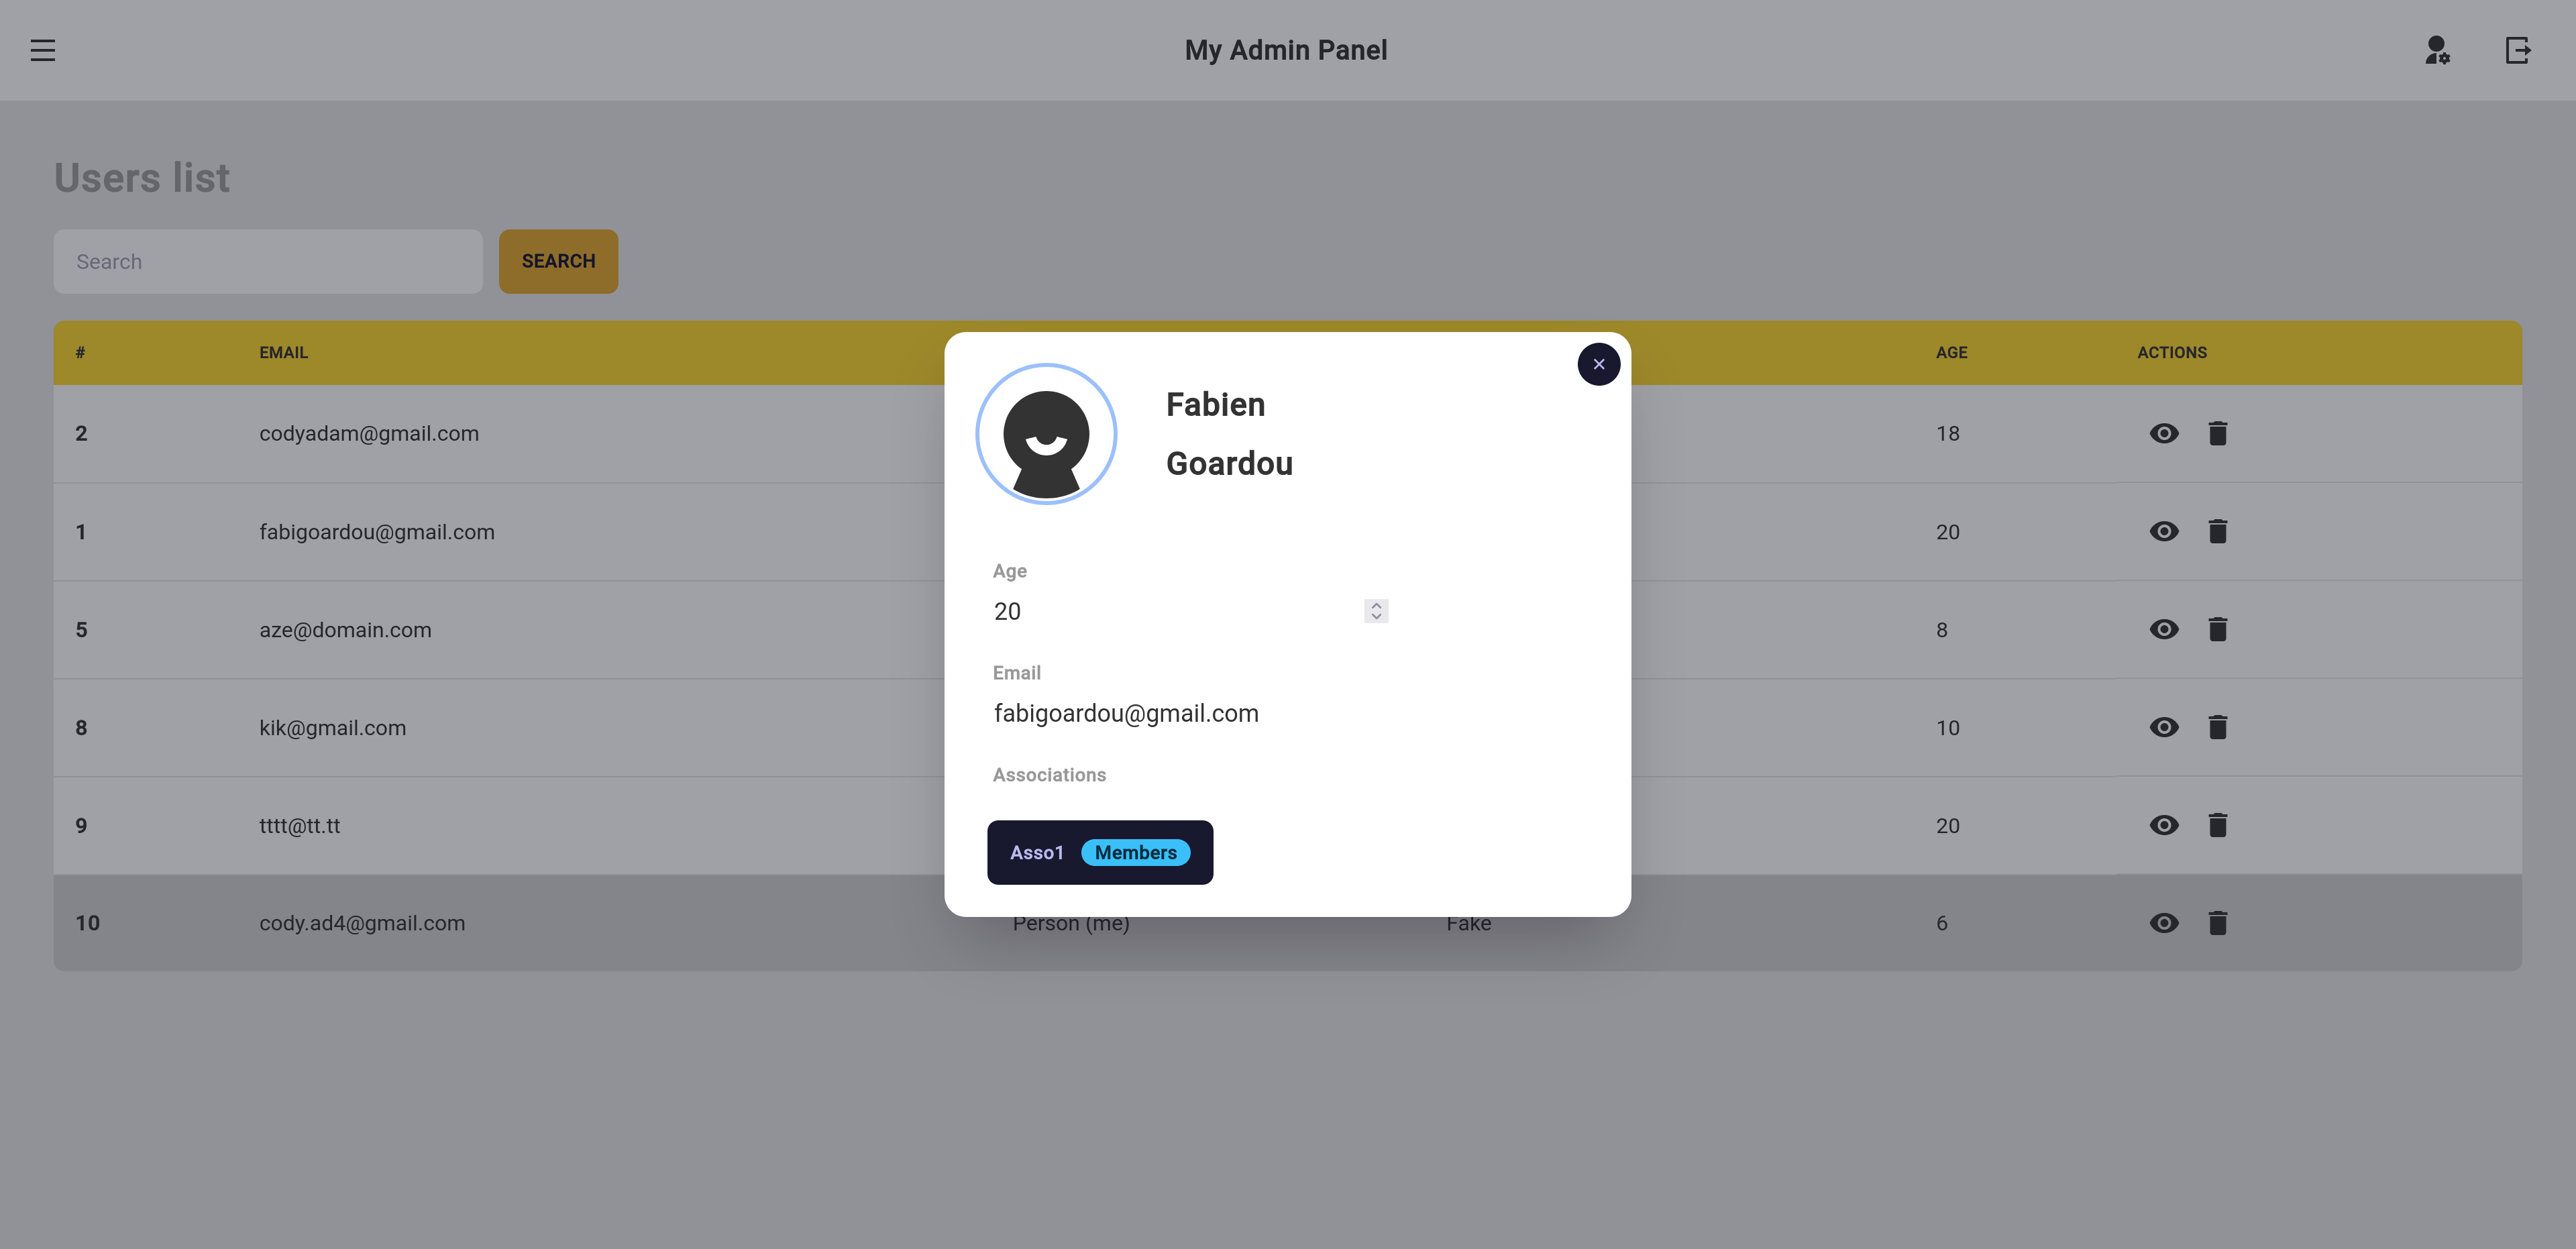 My Admin Panel
Users list
Search SEARCH
# EMAIL AGE ACTIONS
2 codyadam@gmail.com 18
1 fabigoardou@gmail.com 20
5 aze@domain.com 8
8 kik@gmail.com 10
9 tttt@tt.tt 20
10 cody.ad4@gmail.com Person (me) Fake 6
Fabien
Goardou
Age
20
Email
fabigoardou@gmail.com
Associations
Asso1 Members